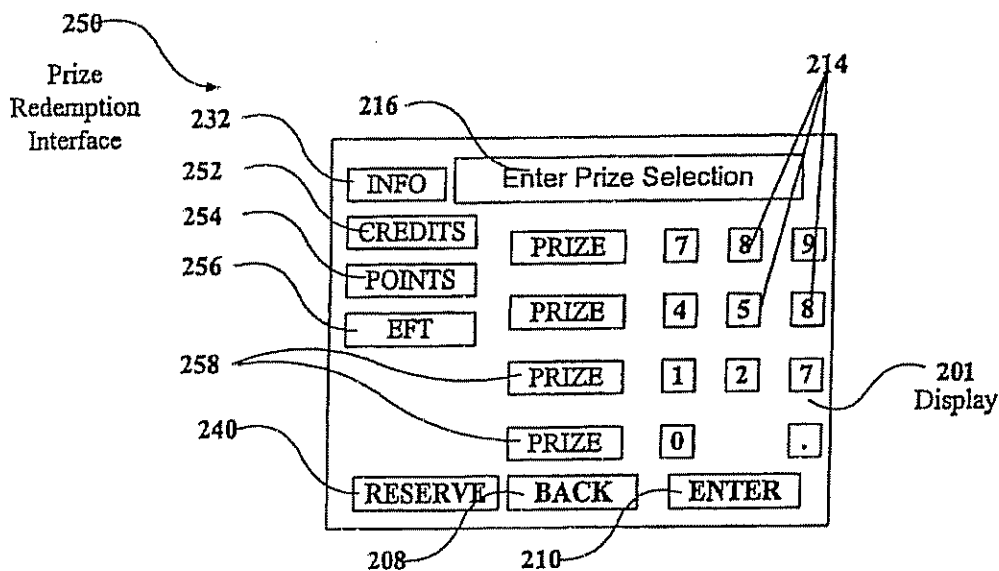 250
Prize
Redemption
Interface
214
216
232
INFO
Enter Prize Selection
252
CREDITS
254
PRIZE 7 8 9
256
POINTS
PRIZE 4 5 8
EFT
258
PRIZE 1 2 7
201
Display
PRIZE 0 .
240
RESERVE BACK ENTER
208
210